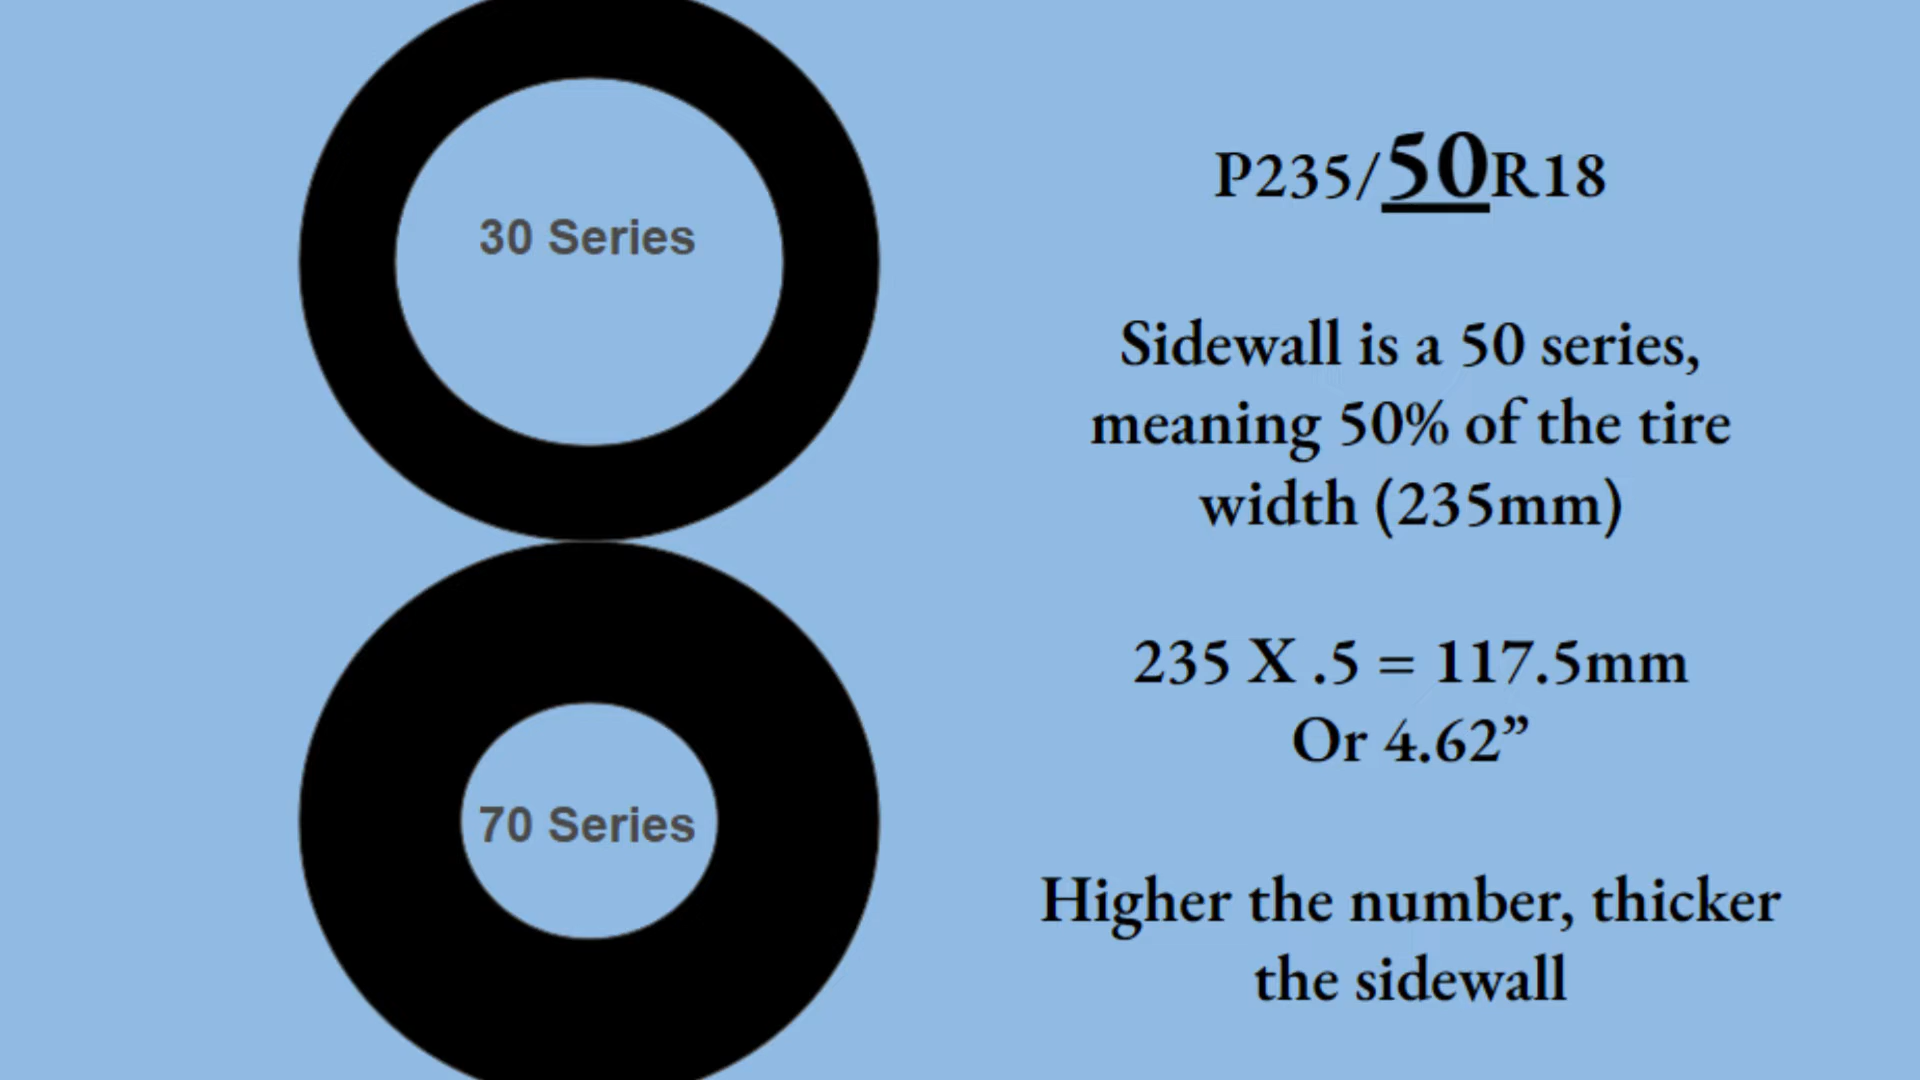 30 Series
70 Series
P235/50R18
Sidewall is a 50 series,
meaning 50% of the tire
width (235mm)
235 X .5 = 117.5mm
Or 4.62”
Higher the number, thicker
the sidewall